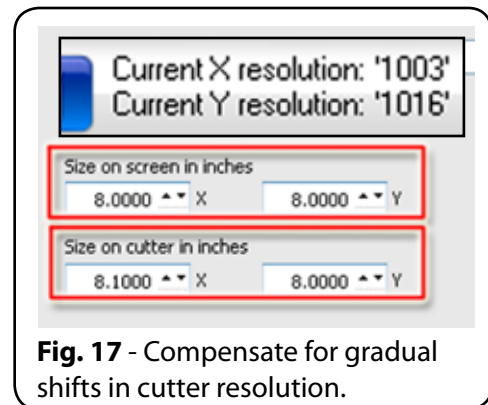 Current X resolution: '1003'
Current Y resolution: '1016'
Size on screen in inches
8.0000 X 8.0000 Y
Size on cutter in inches
8.1000 X 8.0000 Y
Fig. 17 - Compensate for gradual
shifts in cutter resolution.